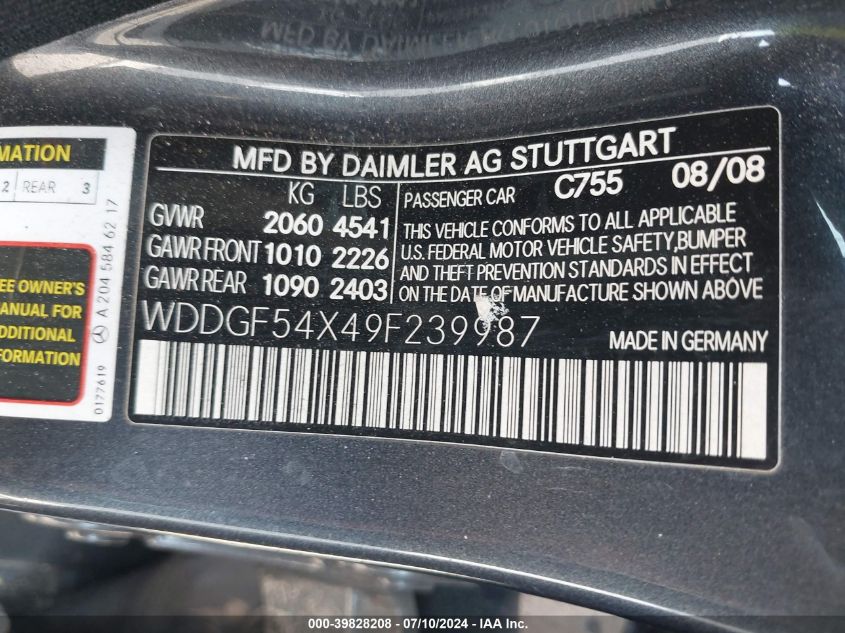 MFD BY DAIMLER AG STUTTGART
KG LBS
GVWR 2060 4541
GAWR FRONT 1010 2226
GAWR REAR 1090 2403
PASSENGER CAR C755 08/08
THIS VEHICLE CONFORMS TO ALL APPLICABLE
U.S. FEDERAL MOTOR VEHICLE SAFETY,BUMPER
AND THEFT PREVENTION STANDARDS IN EFFECT
ON THE DATE OF MANUFACTURE SHOWN ABOVE
WDDGF54X49F239987
MADE IN GERMANY
MATION
2 REAR 3
EE OWNER'S
MANUAL FOR
DDITIONAL
FORMATION
0177619 A 204 584 62 17
000-39828208 - 07/10/2024 - IAAI Inc.